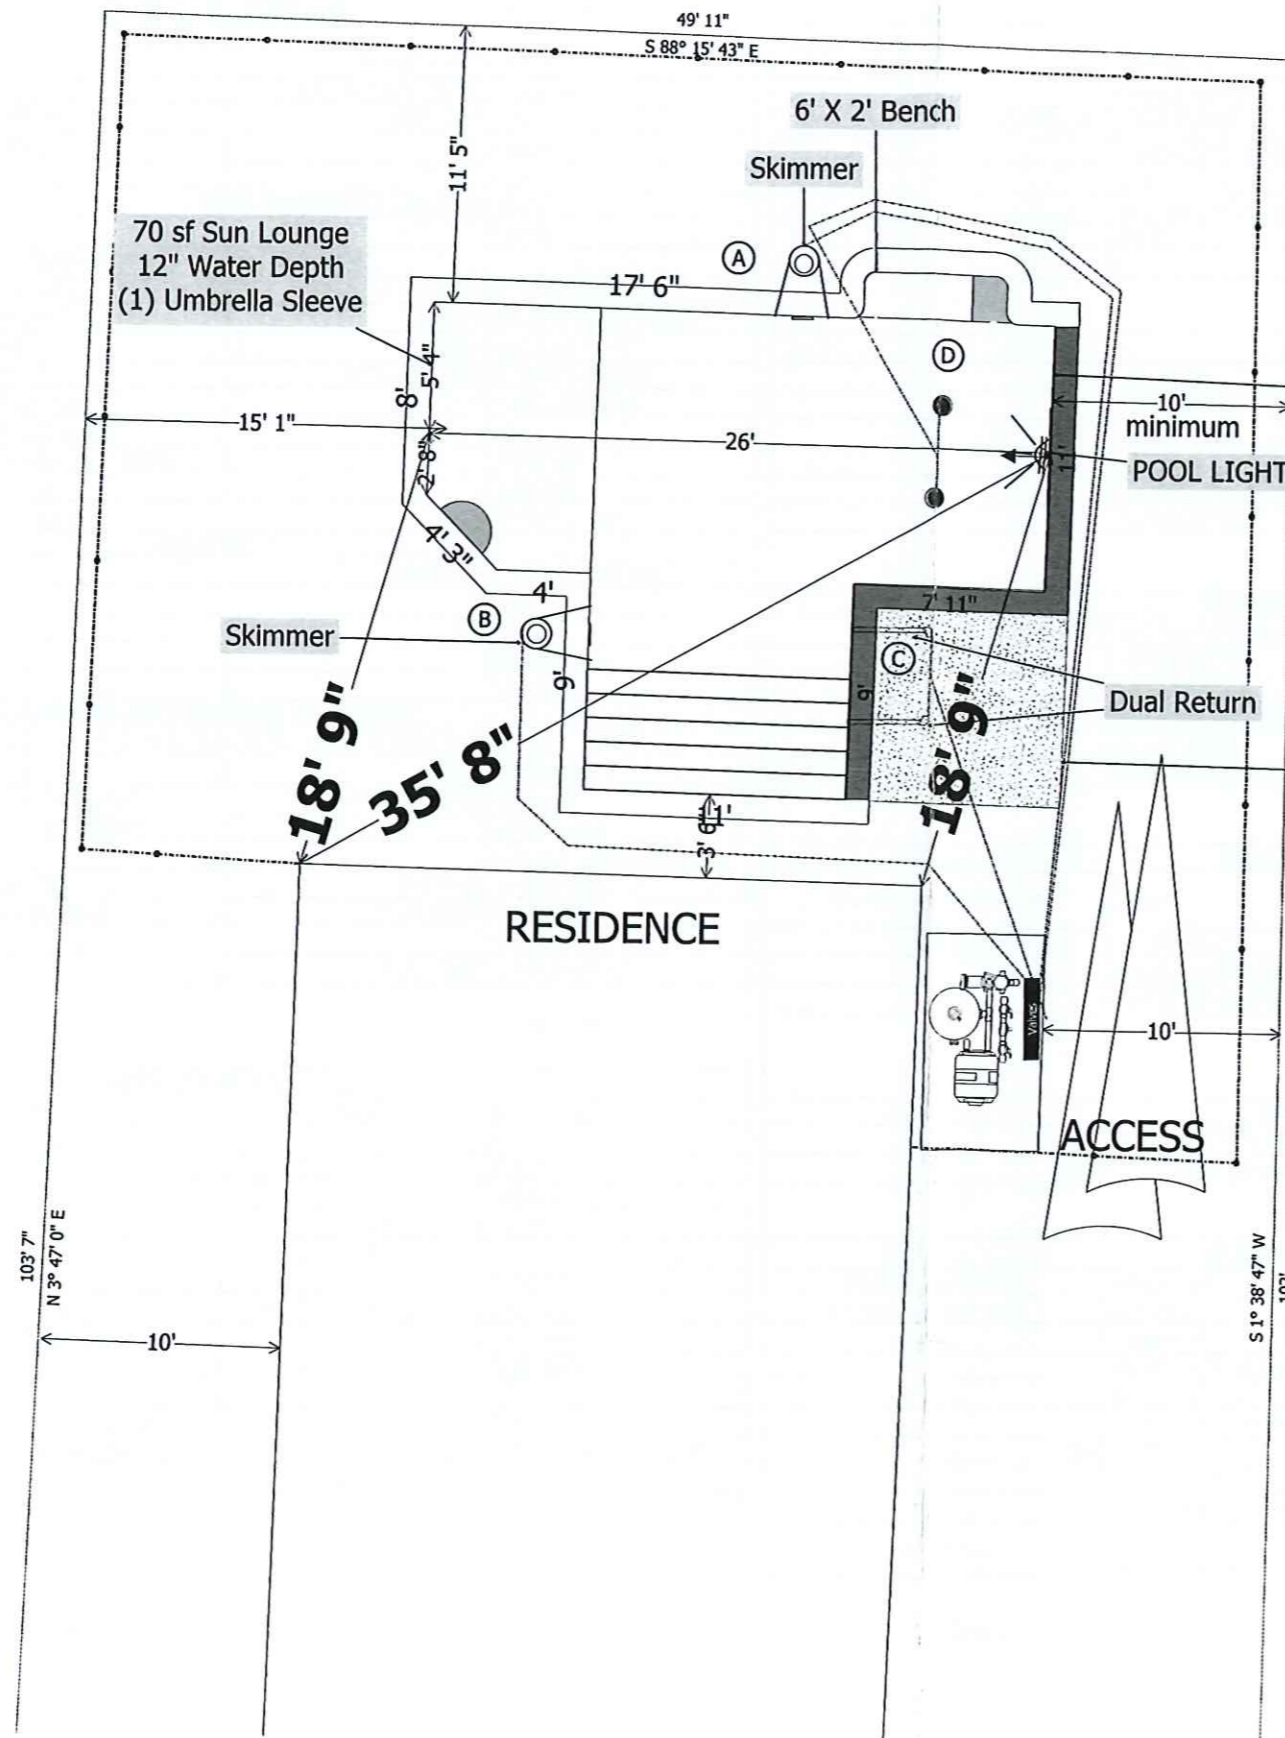 49' 11"
S 88° 15' 43" E
6' X 2' Bench
Skimmer
11' 5"
70 sf Sun Lounge
12" Water Depth
(1) Umbrella Sleeve
A
17' 6"
D
5' 4"
8'
15' 1"
26'
10'
minimum
11'
POOL LIGHT
2' 8"
4' 3"
4'
7' 11"
B
Skimmer
C
9'
9'
Dual Return
18' 9"
35' 8"
18' 9"
11'
3' 6"
RESIDENCE
10'
ACCESS
103' 7"
N 3° 47' 0" E
S 1° 38' 47" W
10'